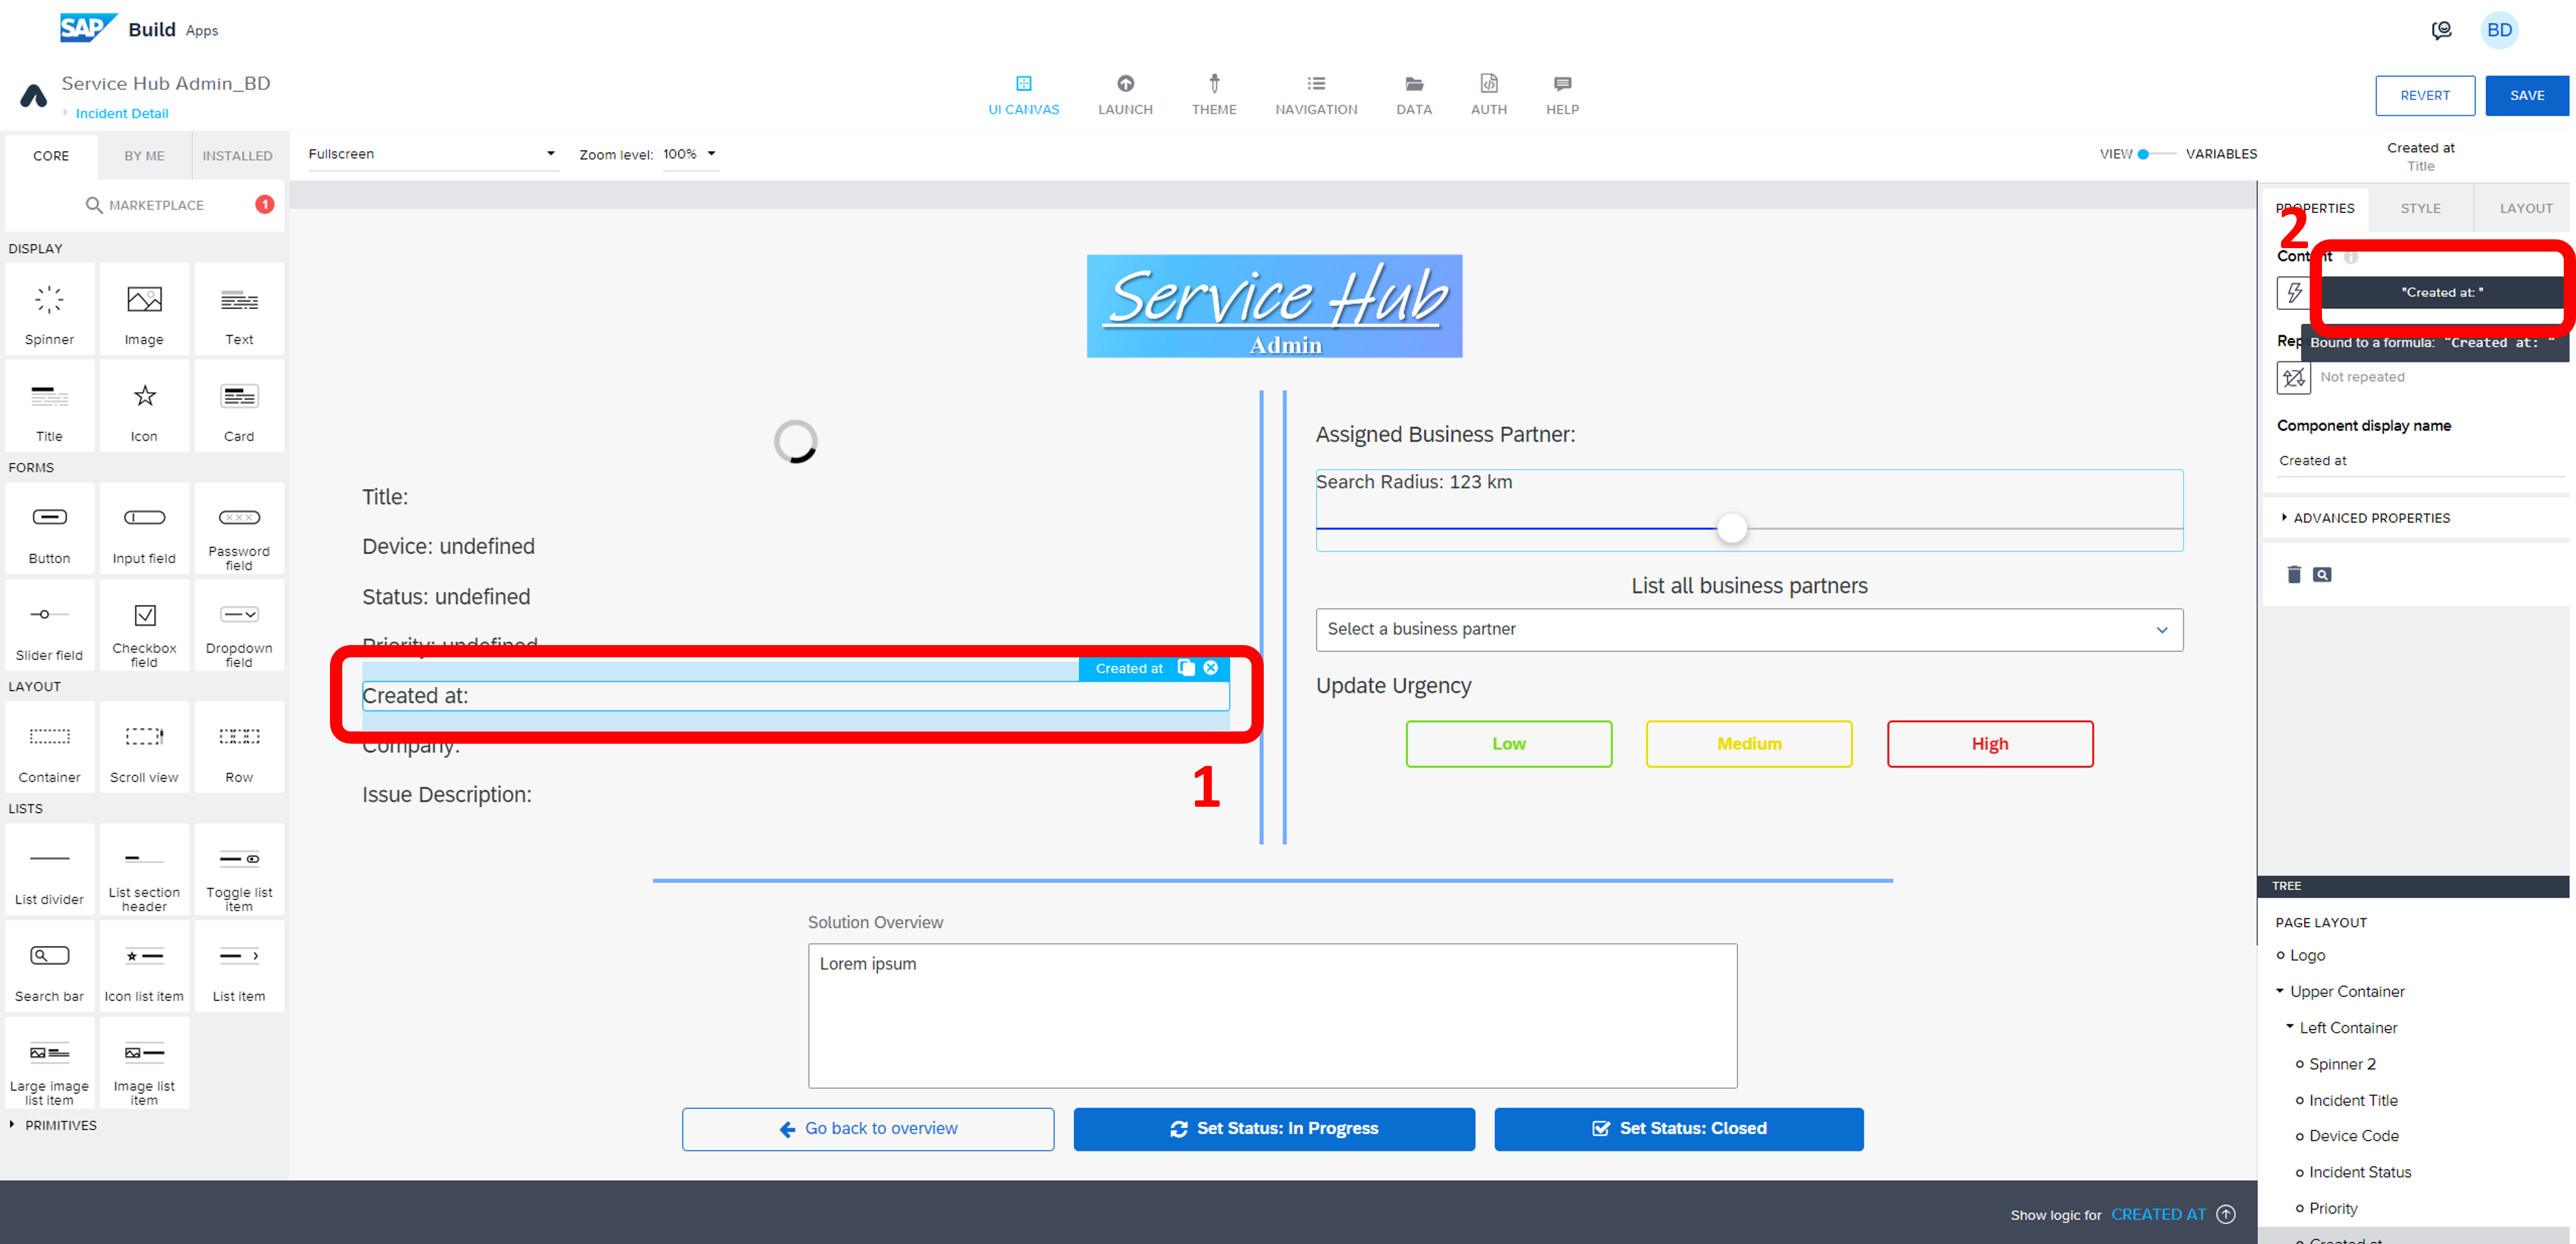 SAP Build Apps
BD
Service Hub Admin_BD
Incident Detail
UI CANVAS
LAUNCH
THEME
NAVIGATION
DATA
AUTH
HELP
REVERT
SAVE
CORE
BY ME
INSTALLED
MARKETPLACE
1
Fullscreen
Zoom level: 100%
VIEW
VARIABLES
Created at
Title
PROPERTIES
STYLE
LAYOUT
2
Content
"Created at: "
Bound to a formula: "Created at: "
Not repeated
Component display name
Created at
ADVANCED PROPERTIES
DISPLAY
Spinner
Image
Text
Title
Icon
Card
FORMS
Button
Input field
Password
field
Slider field
Checkbox
field
Dropdown
field
LAYOUT
Container
Scroll view
Row
LISTS
List divider
List section
header
Toggle list
item
Search bar
Icon list item
List item
Large image
list item
Image list
item
PRIMITIVES
Service Hub
Admin
Title:
Device: undefined
Status: undefined
Priority: undefined
Created at
Created at:
Company:
Issue Description:
1
Assigned Business Partner:
Search Radius: 123 km
List all business partners
Select a business partner
Update Urgency
Low
Medium
High
Solution Overview
Lorem ipsum
Go back to overview
Set Status: In Progress
Set Status: Closed
Show logic for CREATED AT
TREE
PAGE LAYOUT
Logo
Upper Container
Left Container
Spinner 2
Incident Title
Device Code
Incident Status
Priority
Created at